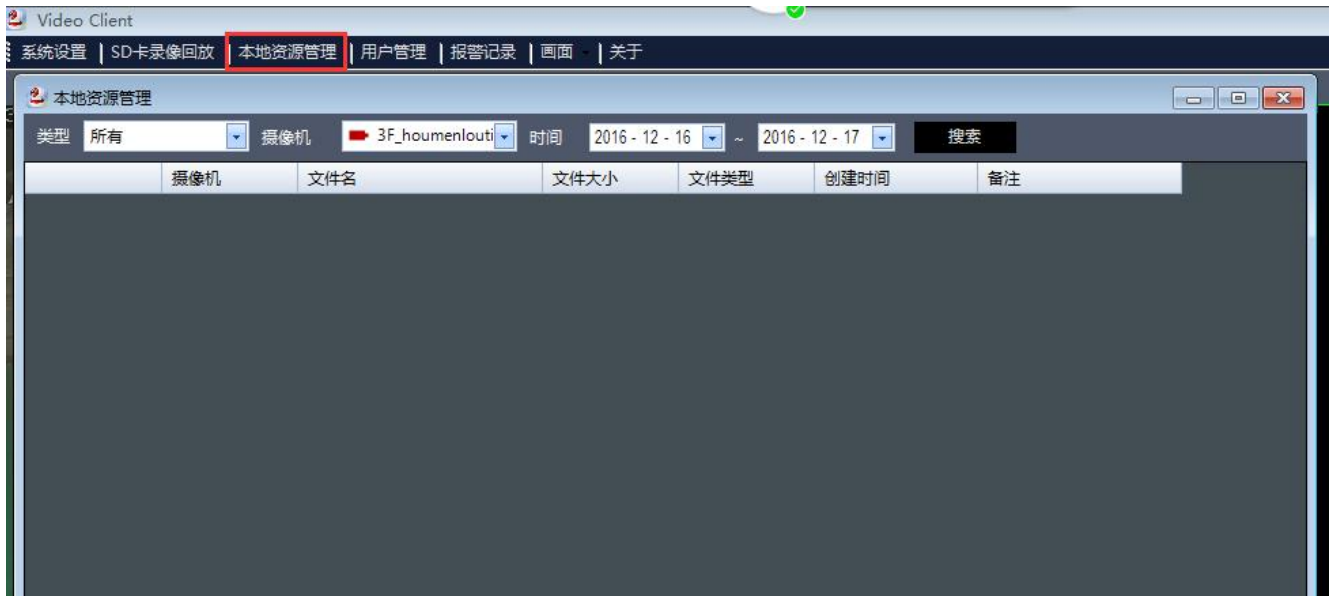 Video Client
系统设置 | SD卡录像回放 | 本地资源管理 | 用户管理 | 报警记录 | 画面 | 关于
本地资源管理
类型 所有 摄像机 3F_houmenlouti 时间 2016 - 12 - 16 ~ 2016 - 12 - 17 搜索
摄像机 文件名 文件大小 文件类型 创建时间 备注